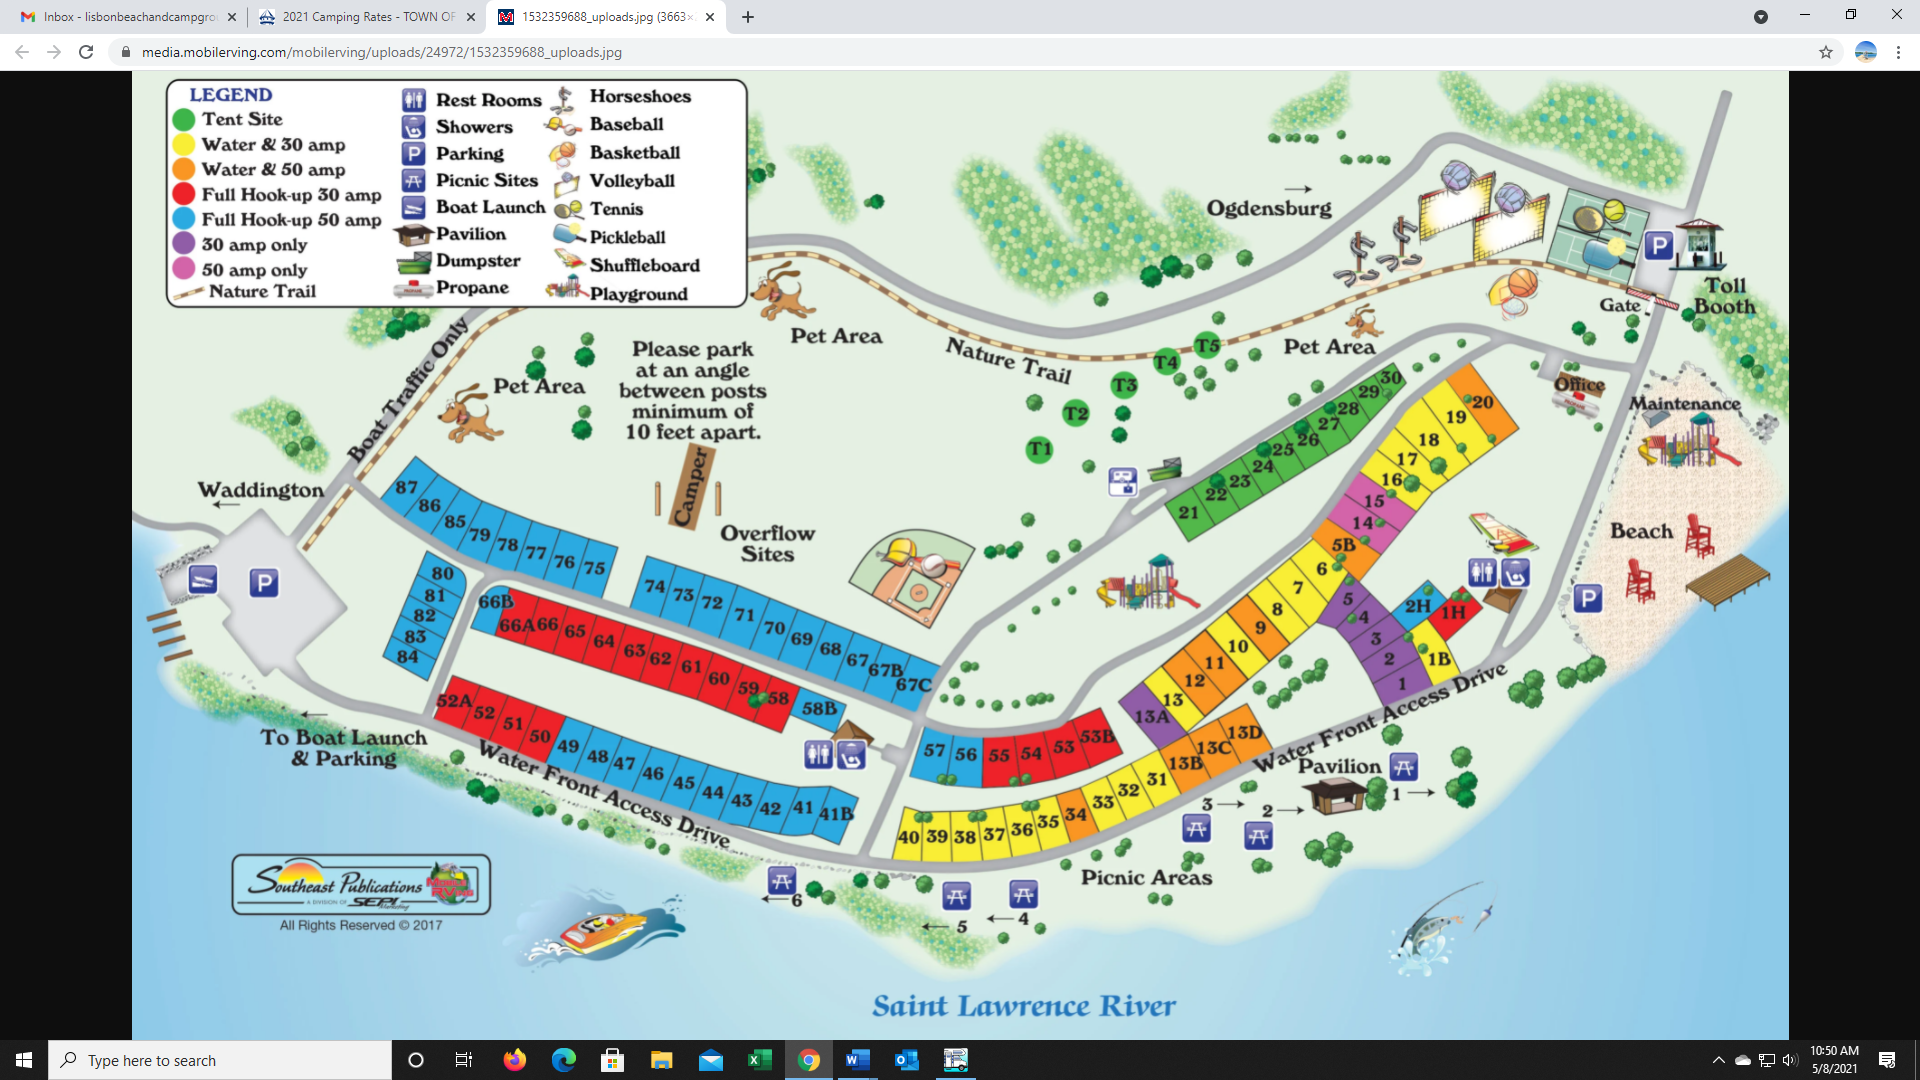 Inbox - lisbonbeachandcampgro
2021 Camping Rates - TOWN OF
1532359688_uploads.jpg (3663×
media.mobilerving.com/mobilerving/uploads/24972/1532359688_uploads.jpg
LEGEND
Tent Site
Water & 30 amp
Water & 50 amp
Full Hook-up 30 amp
Full Hook-up 50 amp
30 amp only
50 amp only
Nature Trail
Rest Rooms
Showers
P Parking
Picnic Sites
Boat Launch
Pavilion
Dumpster
Propane
Horseshoes
Baseball
Basketball
Volleyball
Tennis
Pickleball
Shuffleboard
Playground
Ogdensburg
P
Toll
Booth
Gate
Pet Area
Nature Trail
Pet Area
Pet Area
Boat Traffic Only
Please park
at an angle
between posts
minimum of
10 feet apart.
Camper
Overflow
Sites
T1
T2
T3
T4
T5
Office
Maintenance
Beach
P
Waddington
P
87
86
85
79
78
77
76
75
74
73
72
71
70
69
68
67
67B
67C
80
81
82
83
84
66B
66A
66
65
64
63
62
61
60
59
58
58B
52A
52
51
50
49
48
47
46
45
44
43
42
41
41B
57
56
55
54
53
53B
40
39
38
37
36
35
34
33
32
31
13B
13C
13D
13A
13
12
11
10
9
8
7
6
5B
14
15
16
17
18
19
20
21
22
23
24
25
26
27
28
29
30
5
4
3
2
1
2H
1H
1B
To Boat Launch
& Parking
Water Front Access Drive
Water Front Access Drive
Pavilion
1
2
3
Picnic Areas
4
5
6
Southeast Publications
A DIVISION OF SEPI Marketing
Mobile RVing
All Rights Reserved © 2017
Saint Lawrence River
Type here to search
10:50 AM
5/8/2021